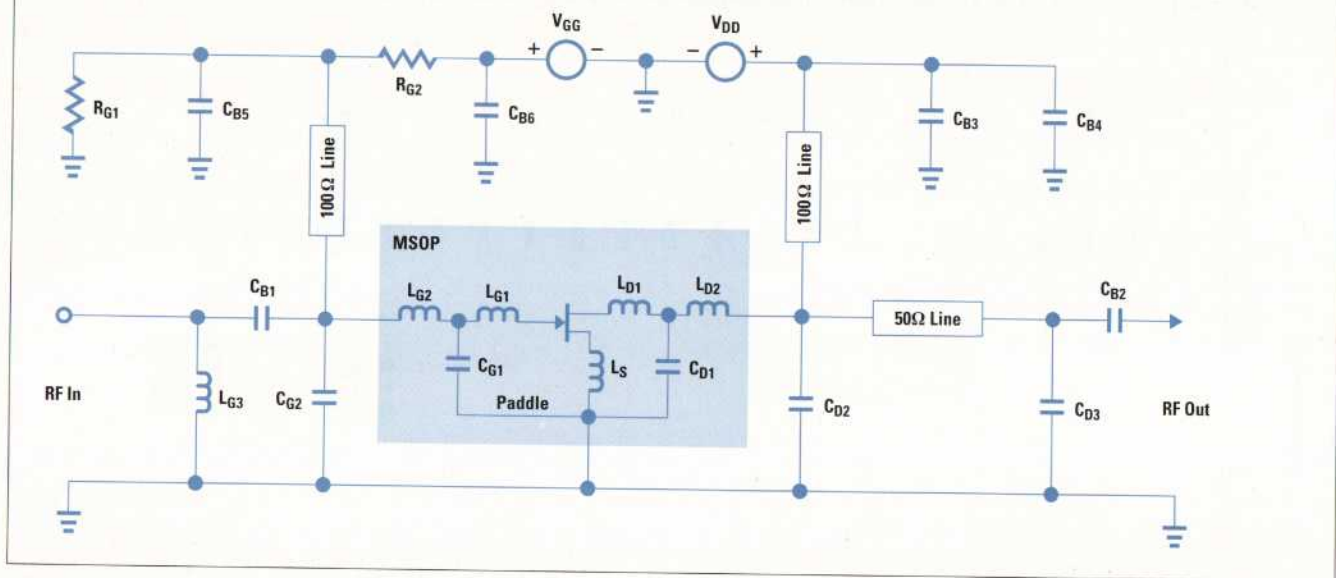 V_GG
V_DD
+ −
− +
R_G1
C_B5
R_G2
C_B6
C_B3
C_B4
100Ω Line
100Ω Line
MSOP
C_B1
L_G2
L_G1
L_D1
L_D2
50Ω Line
C_B2
RF In
L_G3
C_G2
C_G1
Paddle
L_S
C_D1
C_D2
C_D3
RF Out